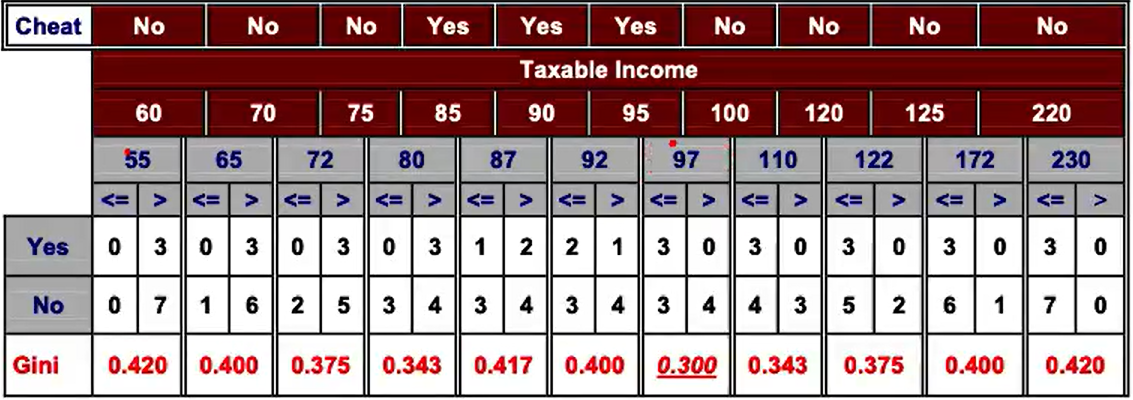 Cheat No No No Yes Yes Yes No No No No
Taxable Income
60 70 75 85 90 95 100 120 125 220
55 65 72 80 87 92 97 110 122 172 230
<= > <= > <= > <= > <= > <= > <= > <= > <= > <= > <= >
Yes 0 3 0 3 0 3 0 3 1 2 2 1 3 0 3 0 3 0 3 0 3 0
No 0 7 1 6 2 5 3 4 3 4 3 4 3 4 4 3 5 2 6 1 7 0
Gini 0.420 0.400 0.375 0.343 0.417 0.400 0.300 0.343 0.375 0.400 0.420